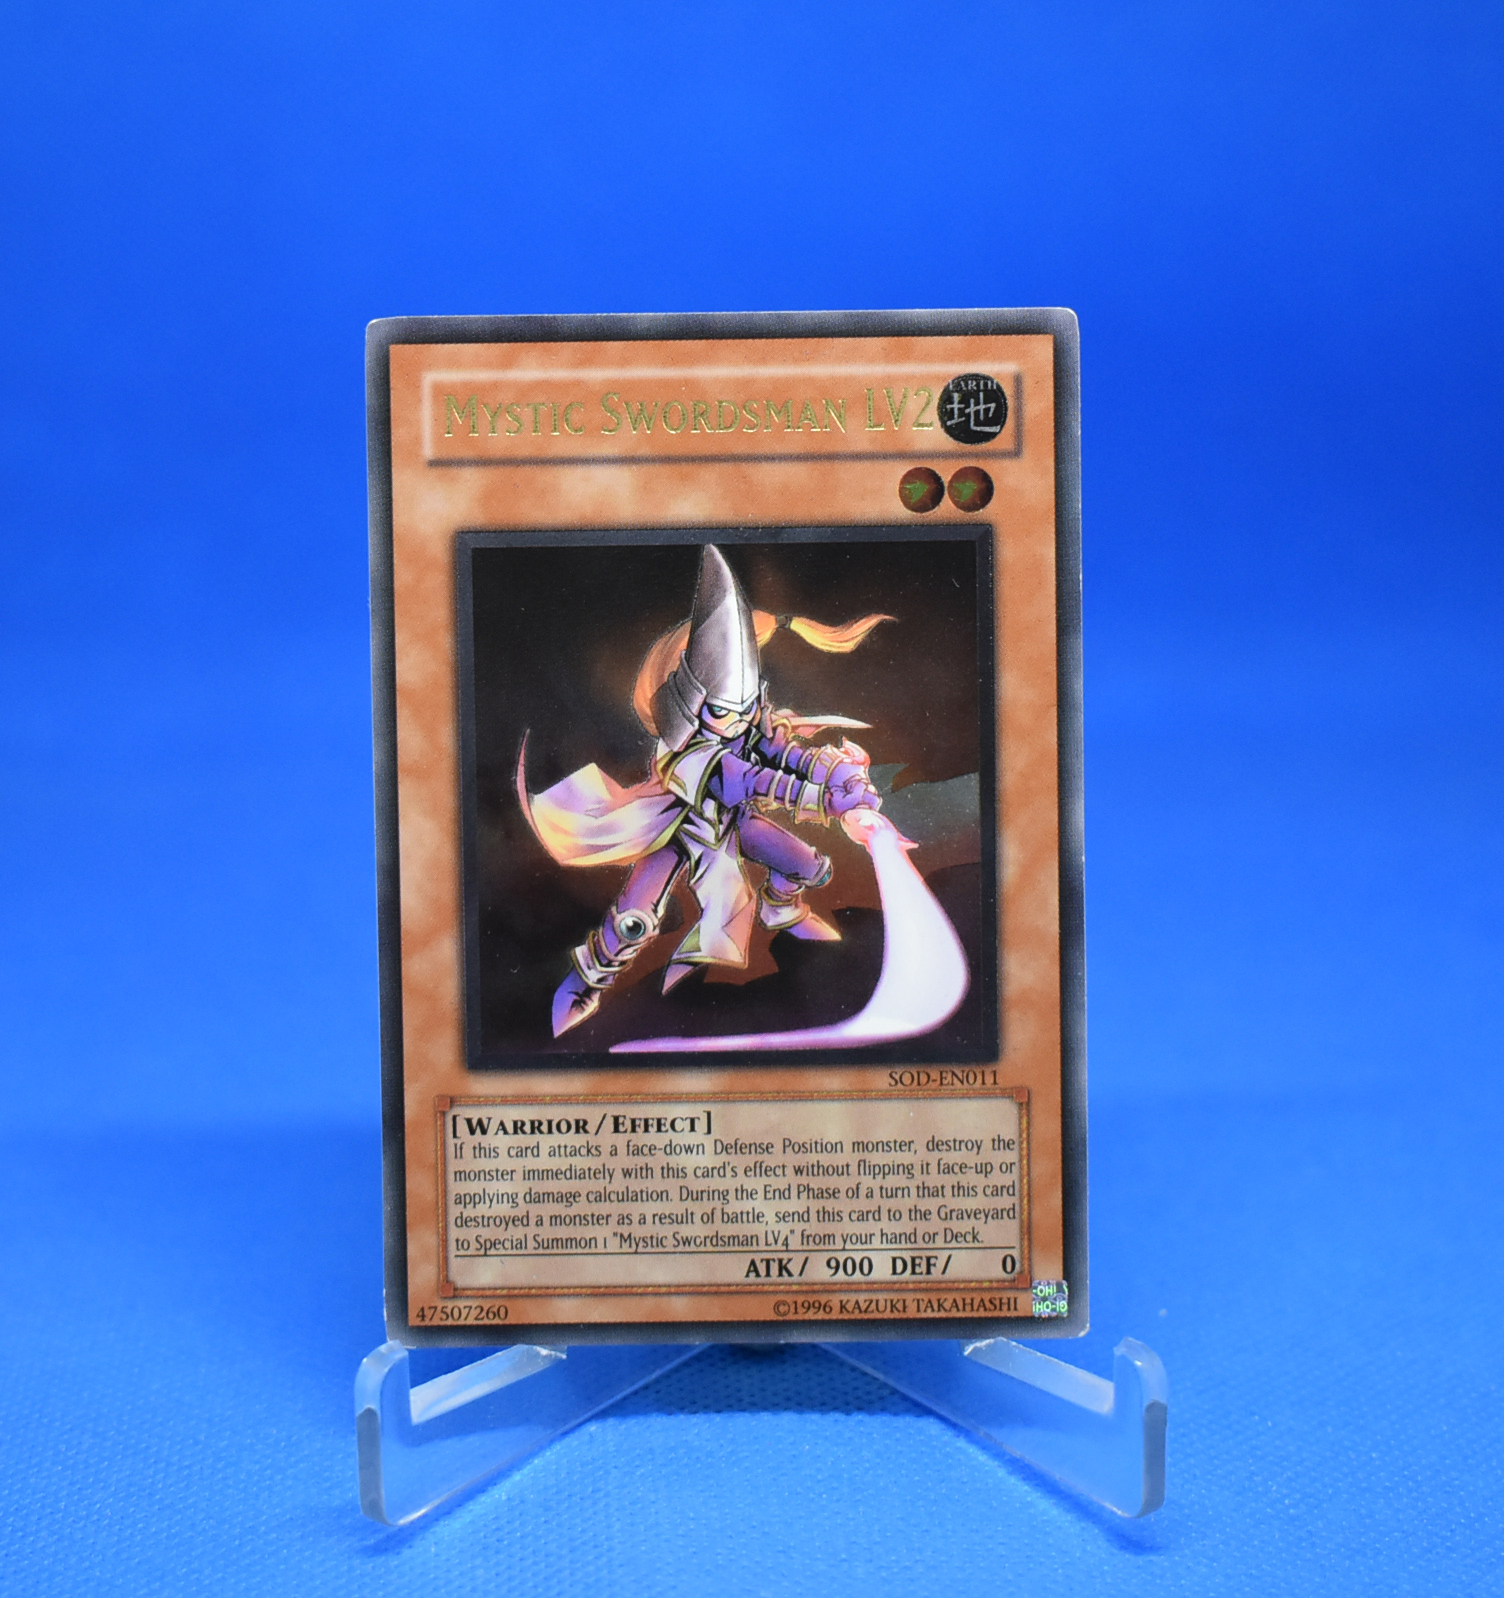 MYSTIC SWORDSMAN LV2
EARTH
地
SOD-EN011
[WARRIOR/EFFECT]
If this card attacks a face-down Defense Position monster, destroy the
monster immediately with this card's effect without flipping it face-up or
applying damage calculation. During the End Phase of a turn that this card
destroyed a monster as a result of battle, send this card to the Graveyard
to Special Summon 1 "Mystic Swordsman LV4" from your hand or Deck.
ATK/ 900 DEF/ 0
47507260
©1996 KAZUKI TAKAHASHI